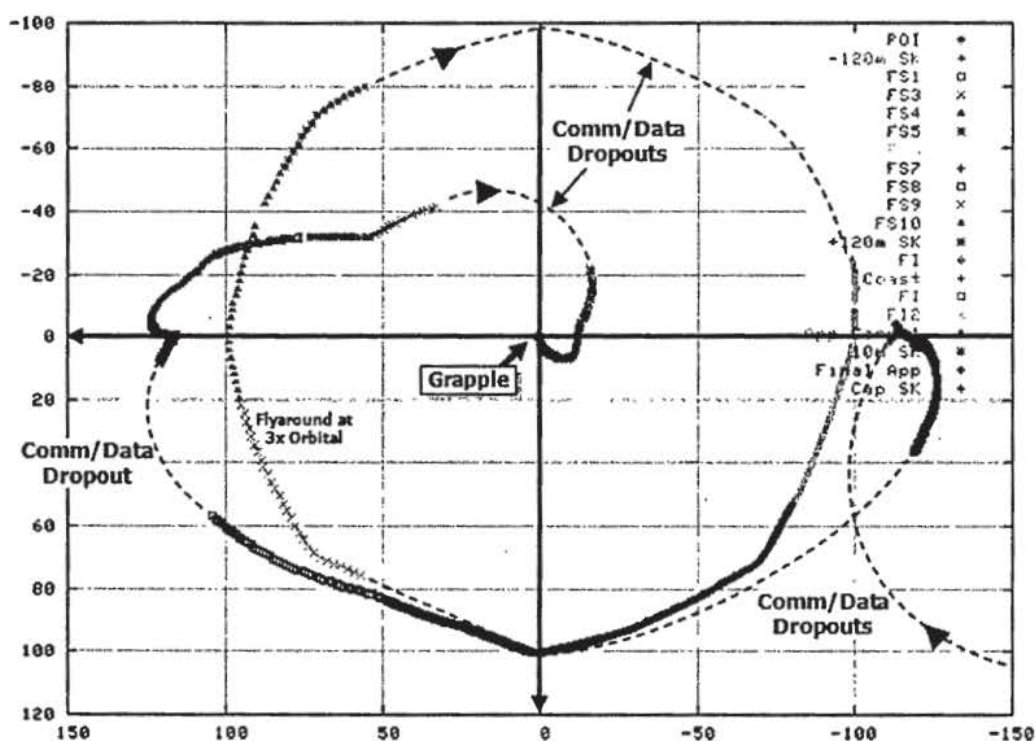 -100
POI
-120m SK
FS1
FS3
FS4
FS5
-80
Comm/Data
Dropouts
-60
FS7
FS8
FS9
FS10
-40
+120m SK
FI
Coast
FI
F12
-20
0
10m SK
Final App
Cap SK
Grapple
20
Flyaround at
3x Orbital
Comm/Data
Dropout
40
60
80
Comm/Data
Dropouts
100
120
150 100 50 0 -50 -100 -150